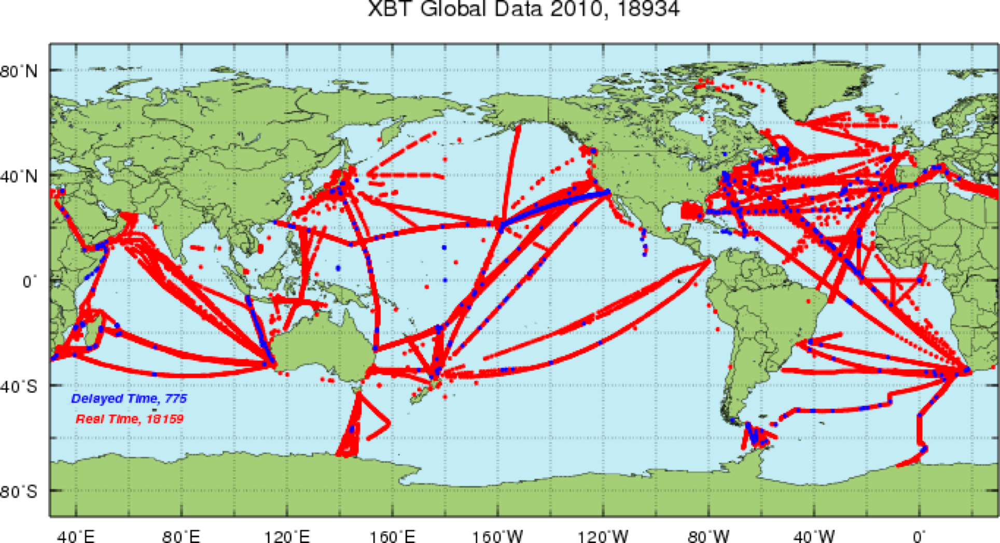 XBT Global Data 2010, 18934
80°N
40°N
0°
40°S
80°S
Delayed Time, 775
Real Time, 18159
40°E 80°E 120°E 160°E 160°W 120°W 80°W 40°W 0°